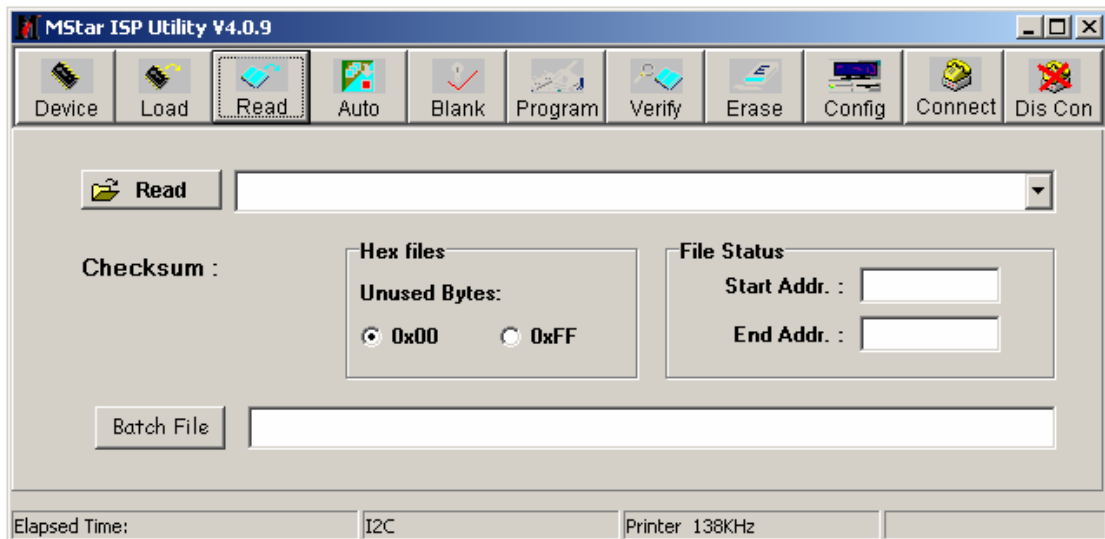 MStar ISP Utility V4.0.9
Device Load Read Auto Blank Program Verify Erase Config Connect Dis Con
Read
Checksum :
Hex files
Unused Bytes:
0x00 0xFF
File Status
Start Addr. :
End Addr. :
Batch File
Elapsed Time: I2C Printer 138KHz